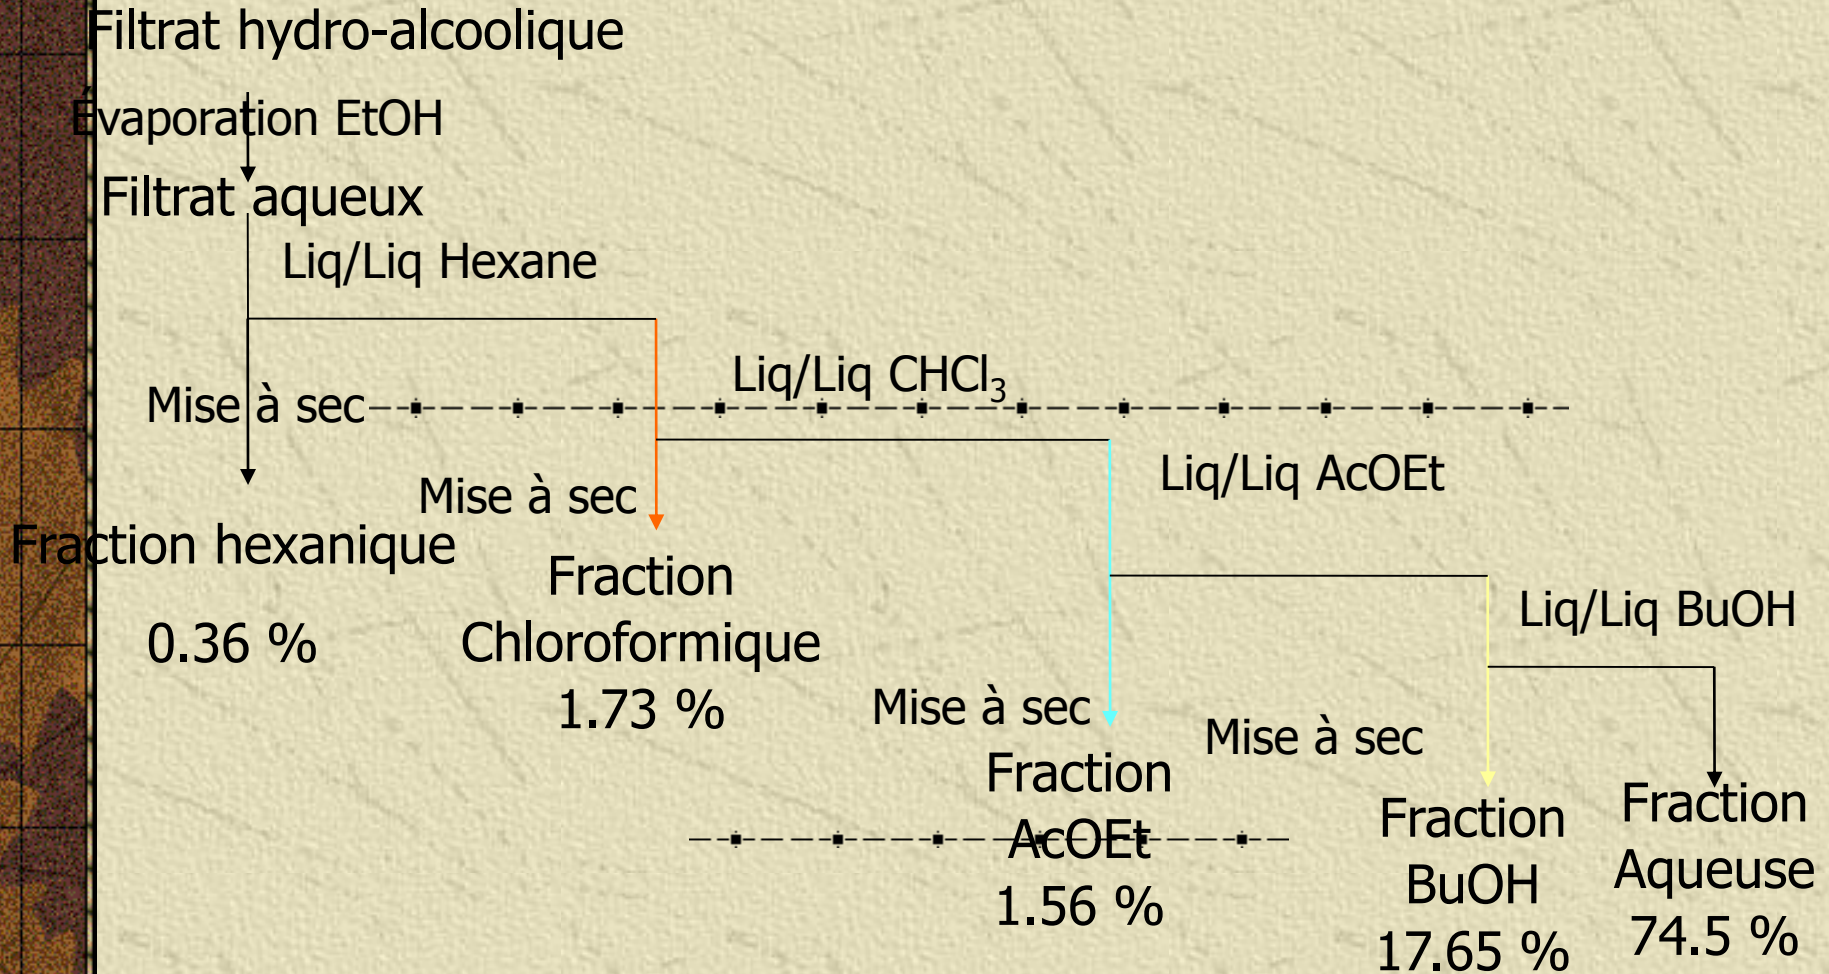 Filtrat hydro-alcoolique
Évaporation EtOH
Filtrat aqueux
Liq/Liq Hexane
Liq/Liq CHCl₃
Mise à sec
Liq/Liq AcOEt
Mise à sec
Fraction hexanique
0.36 %
Fraction
Chloroformique
1.73 %
Liq/Liq BuOH
Mise à sec
Mise à sec
Fraction
AcOEt
1.56 %
Fraction
BuOH
17.65 %
Fraction
Aqueuse
74.5 %